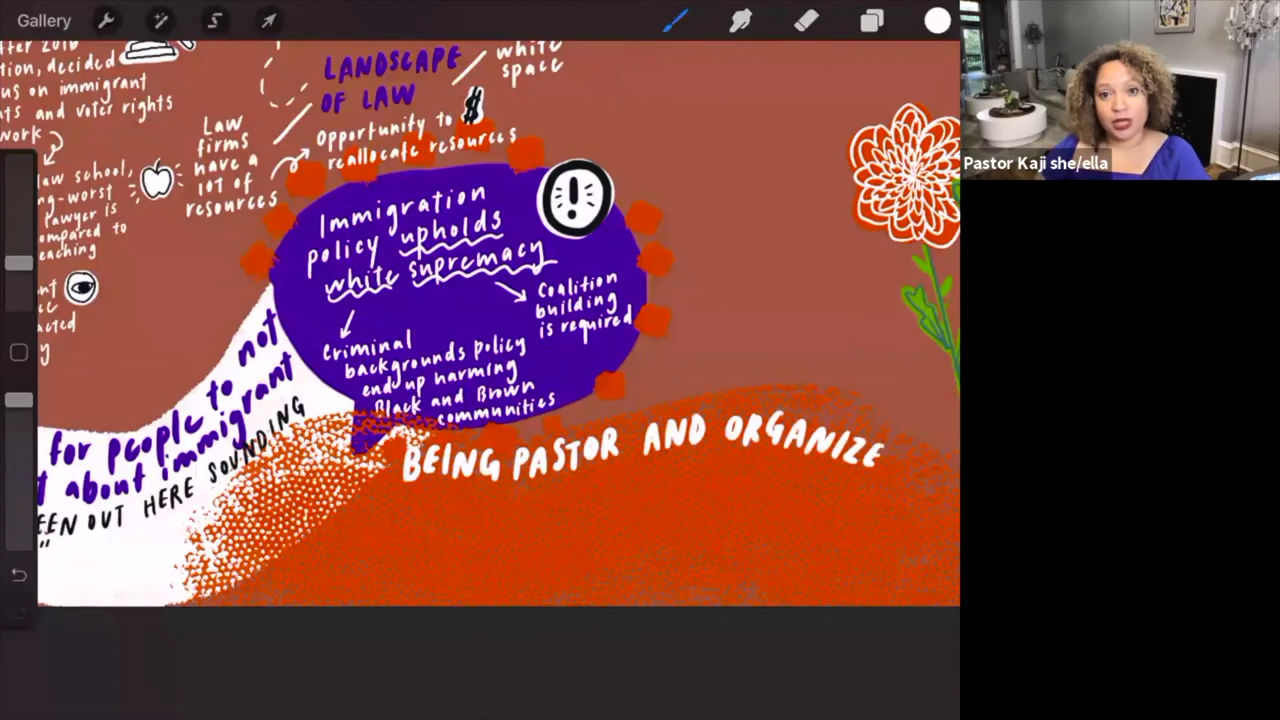 Gallery
tion, decided
us on immigrant
ts and voter rights
work
law school,
ng-worst
lawyer is
ompared to
eaching
acted
Law
firms
have a
lot of
resources
LANDSCAPE
OF LAW
white
space
opportunity to $
reallocate resources
Immigration
policy upholds
white supremacy
Coalition
building
is required
Criminal
backgrounds policy
end up harming
Black and Brown
communities
for people to not
about immigrant
EEN OUT HERE SOUNDING
BEING PASTOR AND ORGANIZE
Pastor Kaji she/ella